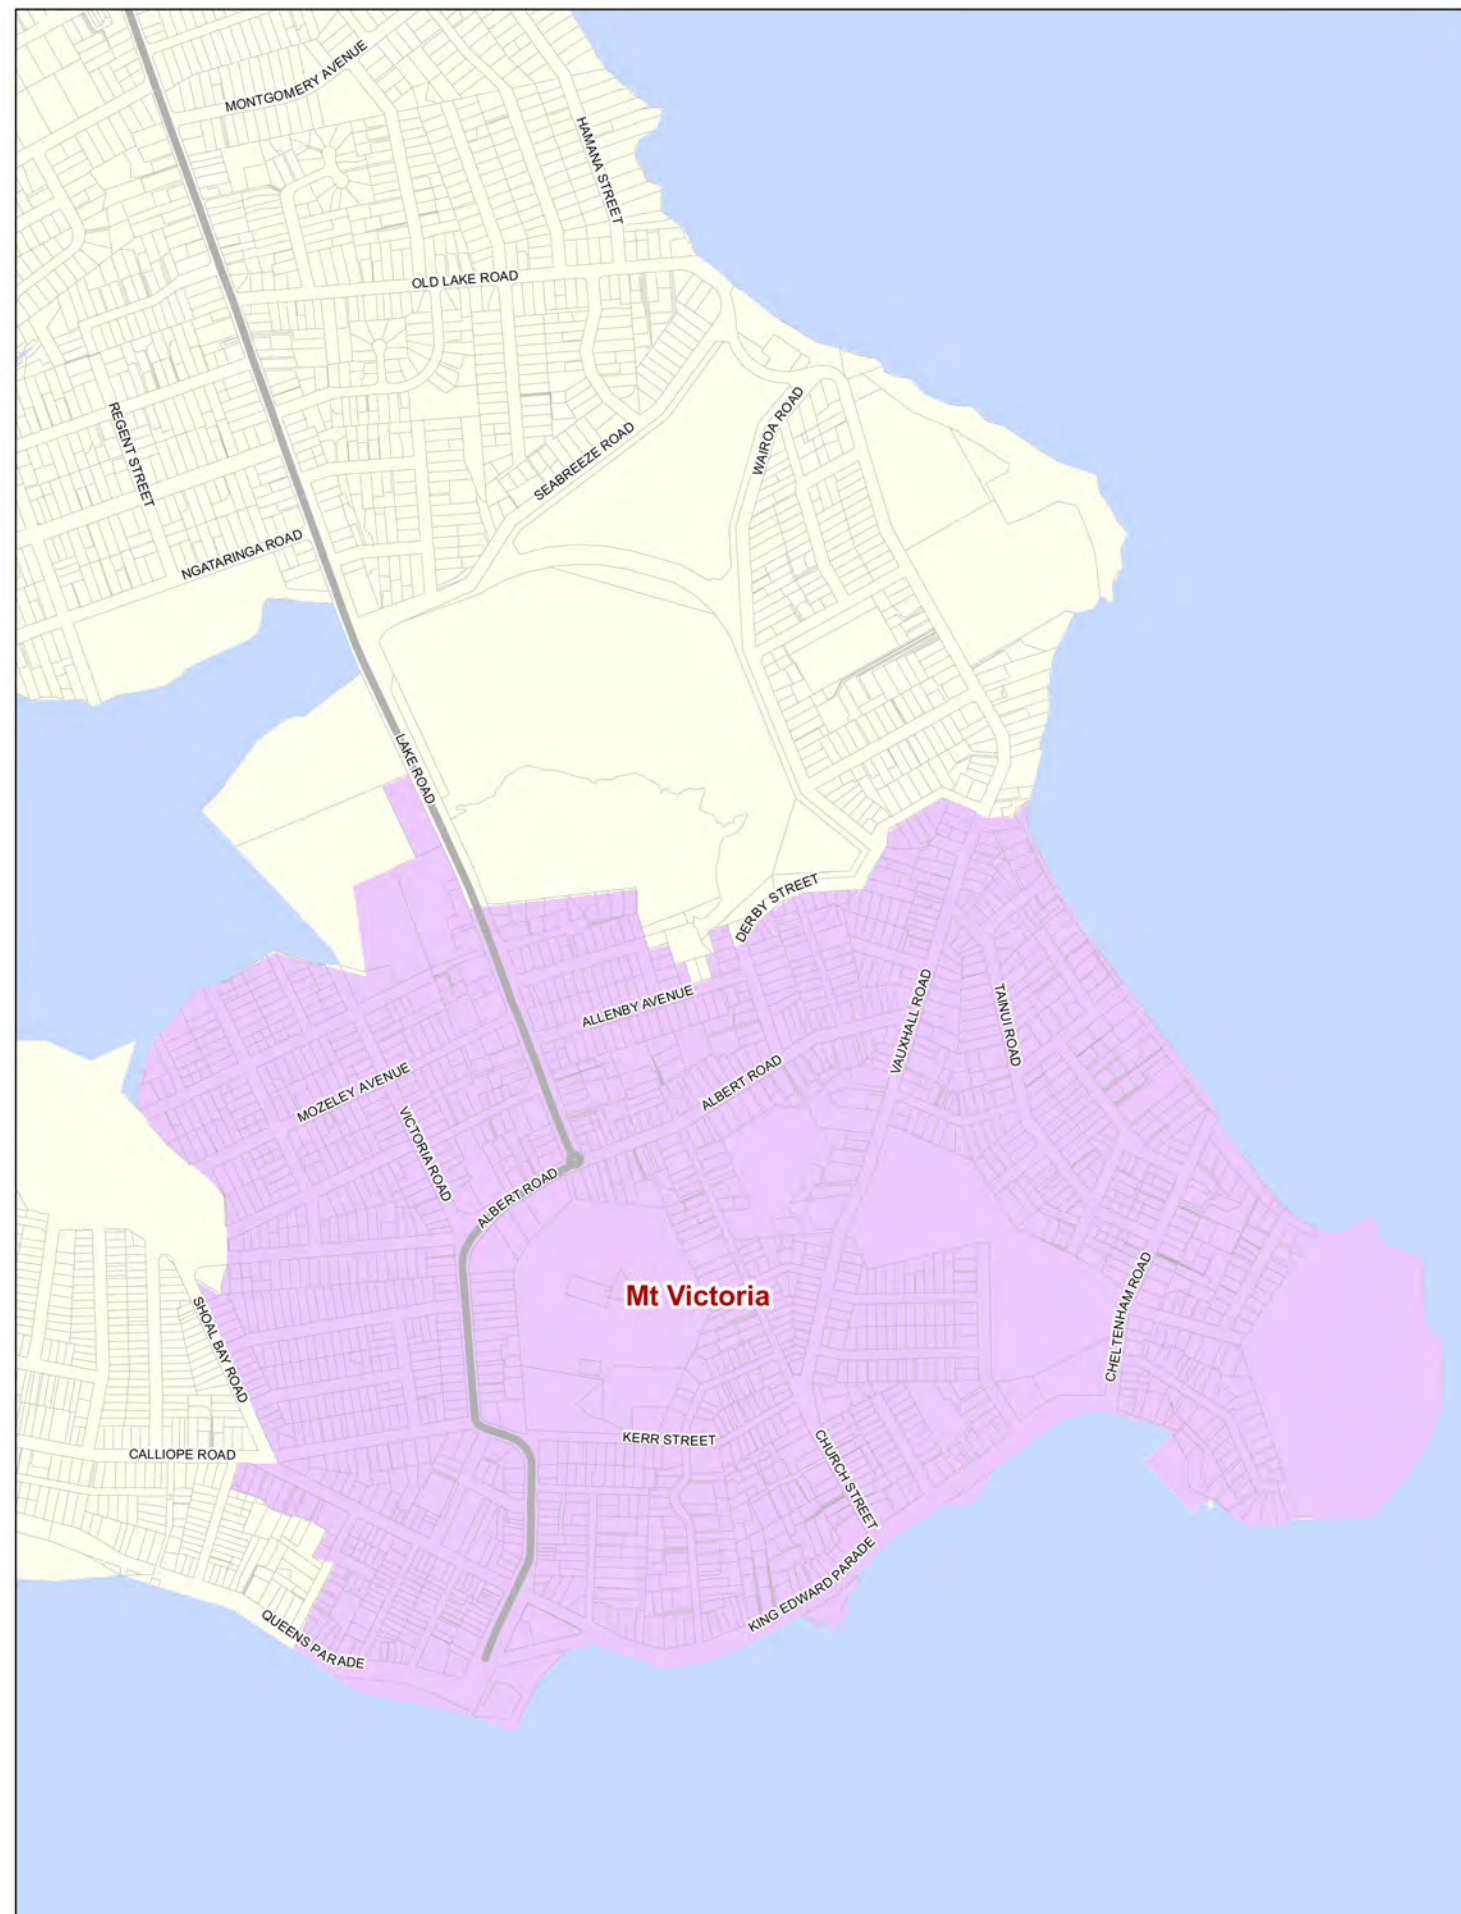 MONTGOMERY AVENUE
HAMANA STREET
OLD LAKE ROAD
REGENT STREET
SEABREEZE ROAD
WAIROA ROAD
NGATARINGA ROAD
LAKE ROAD
DERBY STREET
ALLENBY AVENUE
VAUXHALL ROAD
TAINUI ROAD
MOZELEY AVENUE
ALBERT ROAD
VICTORIA ROAD
ALBERT ROAD
Mt Victoria
CHELTENHAM ROAD
SHOAL BAY ROAD
KERR STREET
CALLIOPE ROAD
CHURCH STREET
KING EDWARD PARADE
QUEENS PARADE